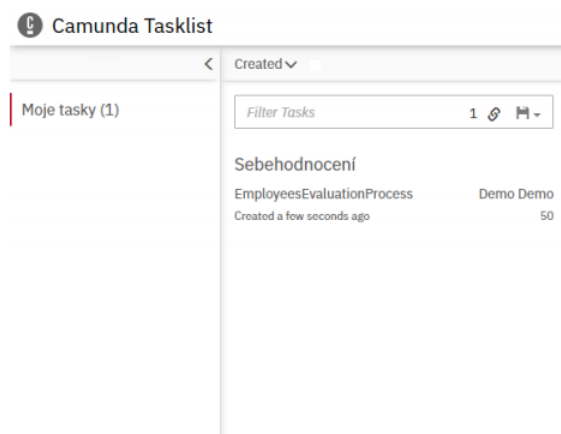 Camunda Tasklist
Created
Moje tasky (1)
Filter Tasks 1
Sebehodnocení
EmployeesEvaluationProcess Demo Demo
Created a few seconds ago 50